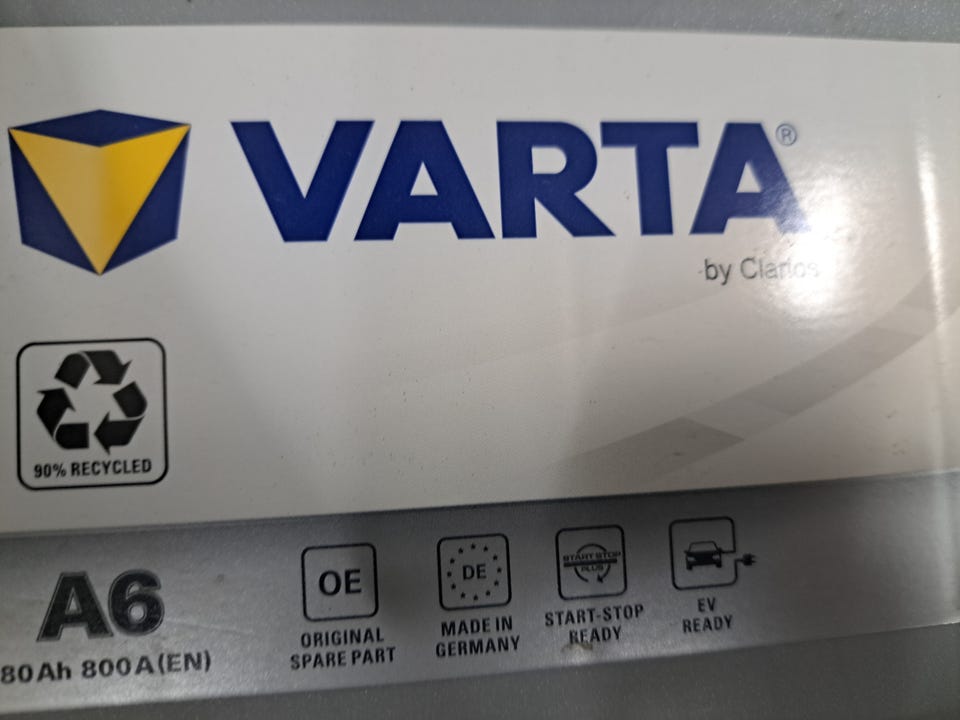 VARTA®
by Clarios
90% RECYCLED
A6
80Ah 800A(EN)
OE
ORIGINAL
SPARE PART
DE
MADE IN
GERMANY
START STOP
PLUS
START-STOP
READY
EV
READY